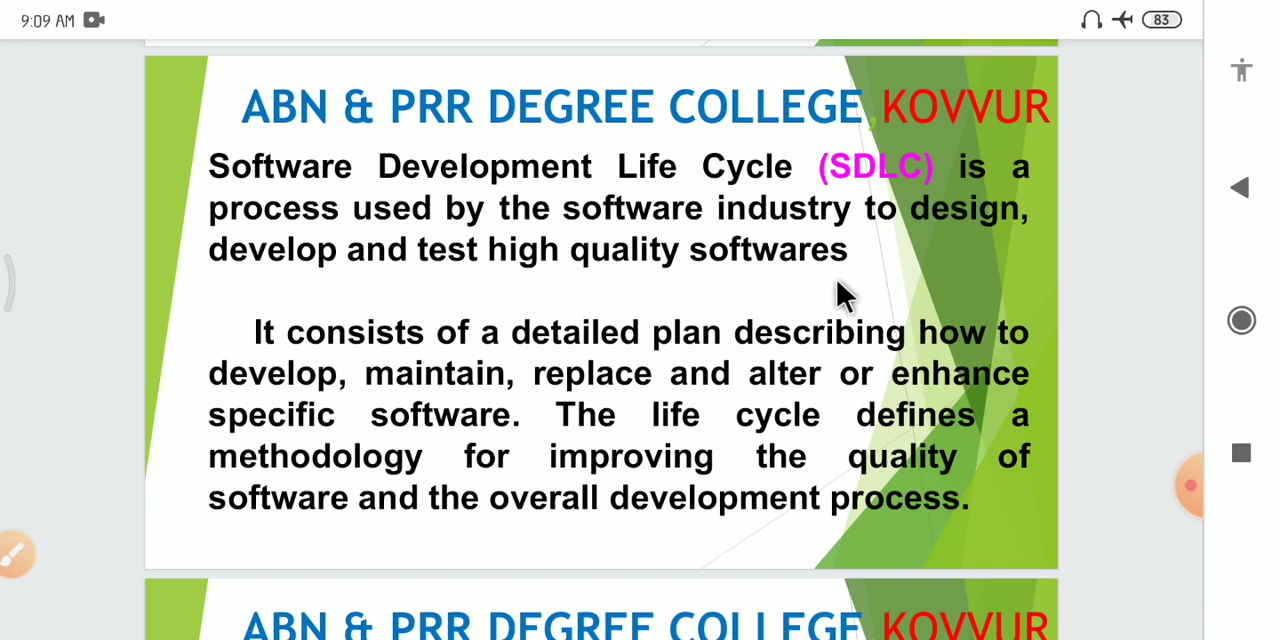 9:09 AM
83
ABN & PRR DEGREE COLLEGE,KOVVUR
Software Development Life Cycle (SDLC) is a
process used by the software industry to design,
develop and test high quality softwares
It consists of a detailed plan describing how to
develop, maintain, replace and alter or enhance
specific software. The life cycle defines a
methodology for improving the quality of
software and the overall development process.
ABN & PRR DEGREE COLLEGE,KOVVUR